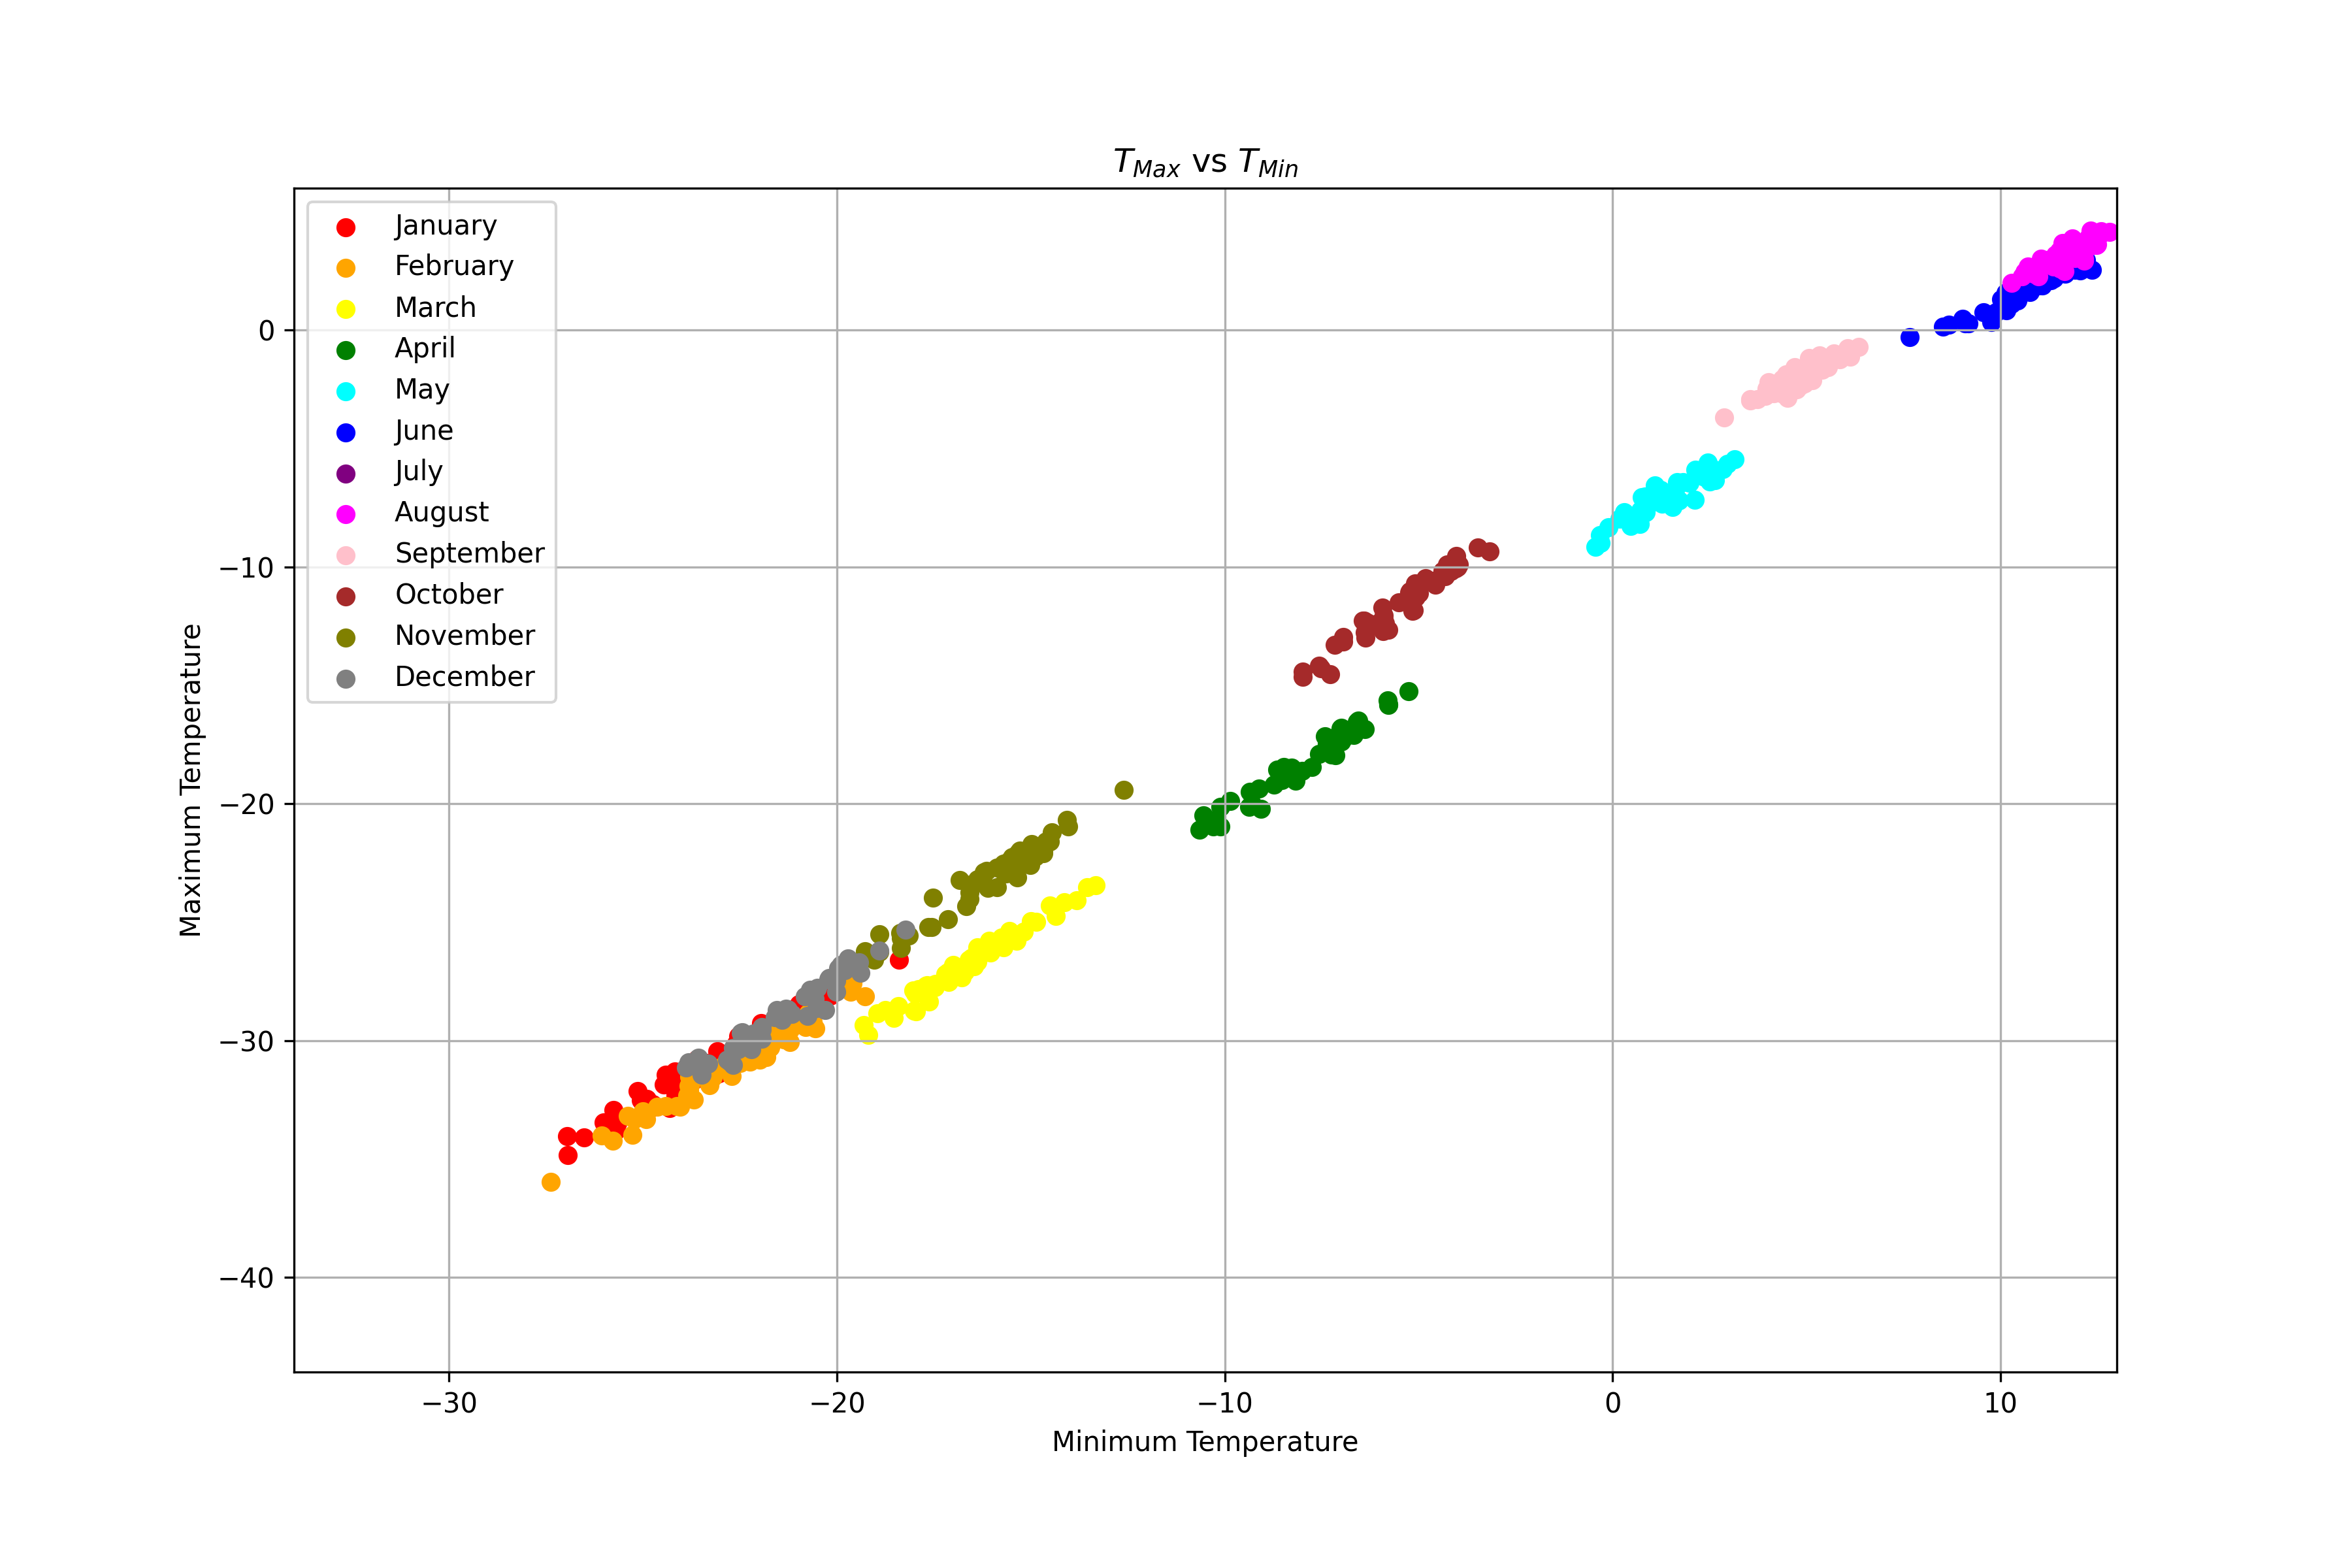 T_Max vs T_Min
January
February
March
April
May
June
July
August
September
October
November
December
0
−10
−20
−30
−40
Maximum Temperature
−30 −20 −10 0 10
Minimum Temperature